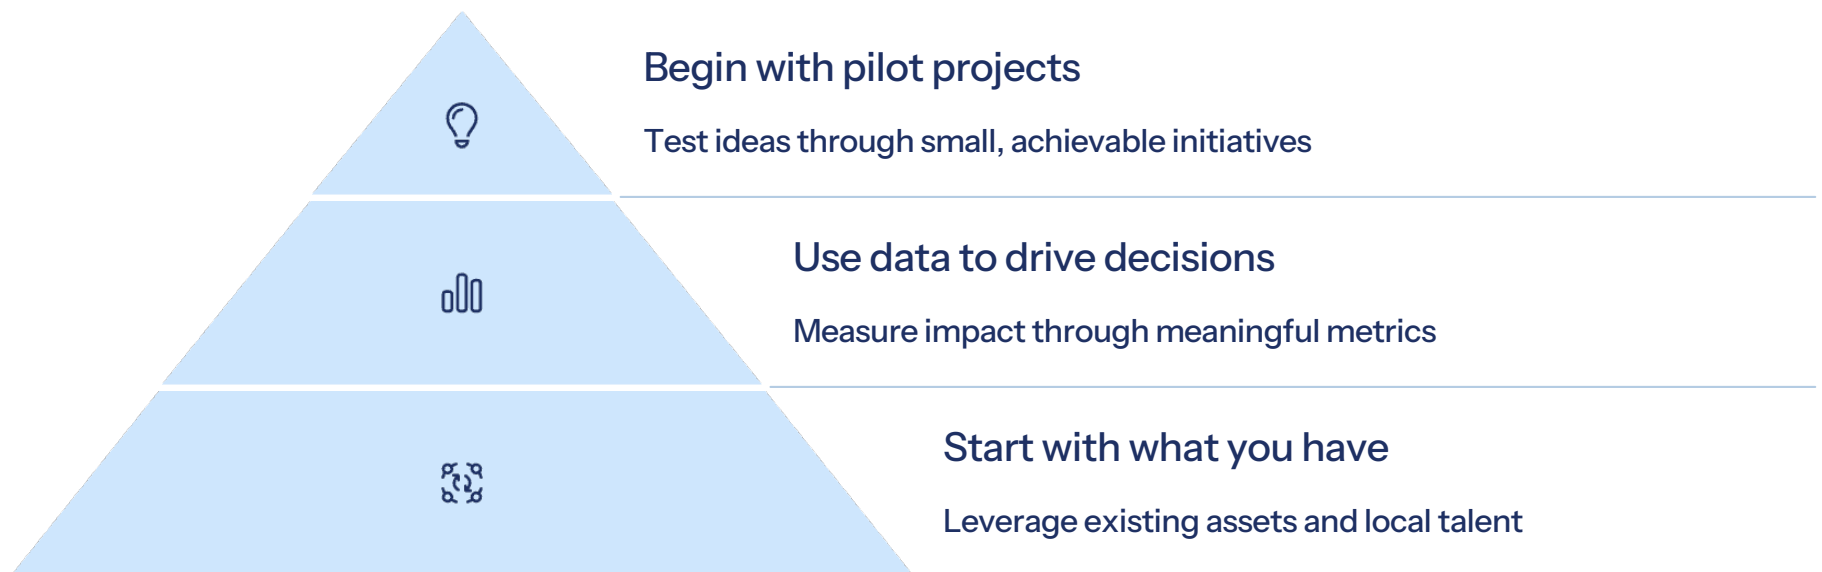 Begin with pilot projects
Test ideas through small, achievable initiatives
Use data to drive decisions
Measure impact through meaningful metrics
Start with what you have
Leverage existing assets and local talent